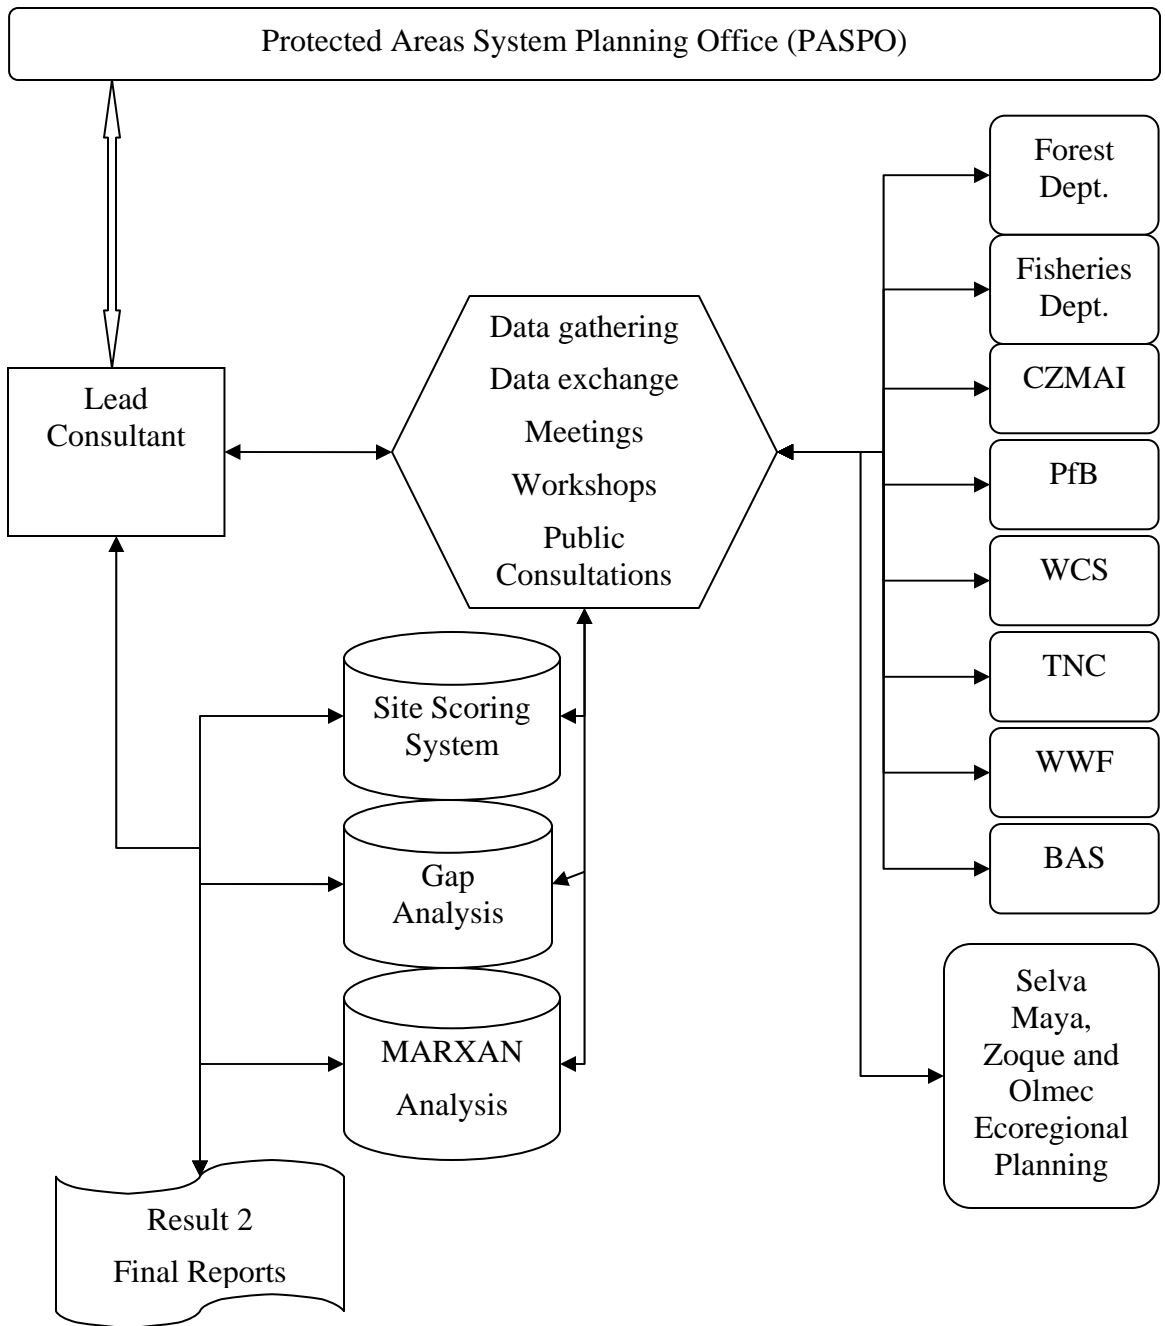 Protected Areas System Planning Office (PASPO)
Forest
Dept.
Fisheries
Dept.
CZMAI
PfB
WCS
TNC
WWF
BAS
Selva
Maya,
Zoque and
Olmec
Ecoregional
Planning
Data gathering
Data exchange
Meetings
Workshops
Public
Consultations
Lead
Consultant
Site Scoring
System
Gap
Analysis
MARXAN
Analysis
Result 2
Final Reports